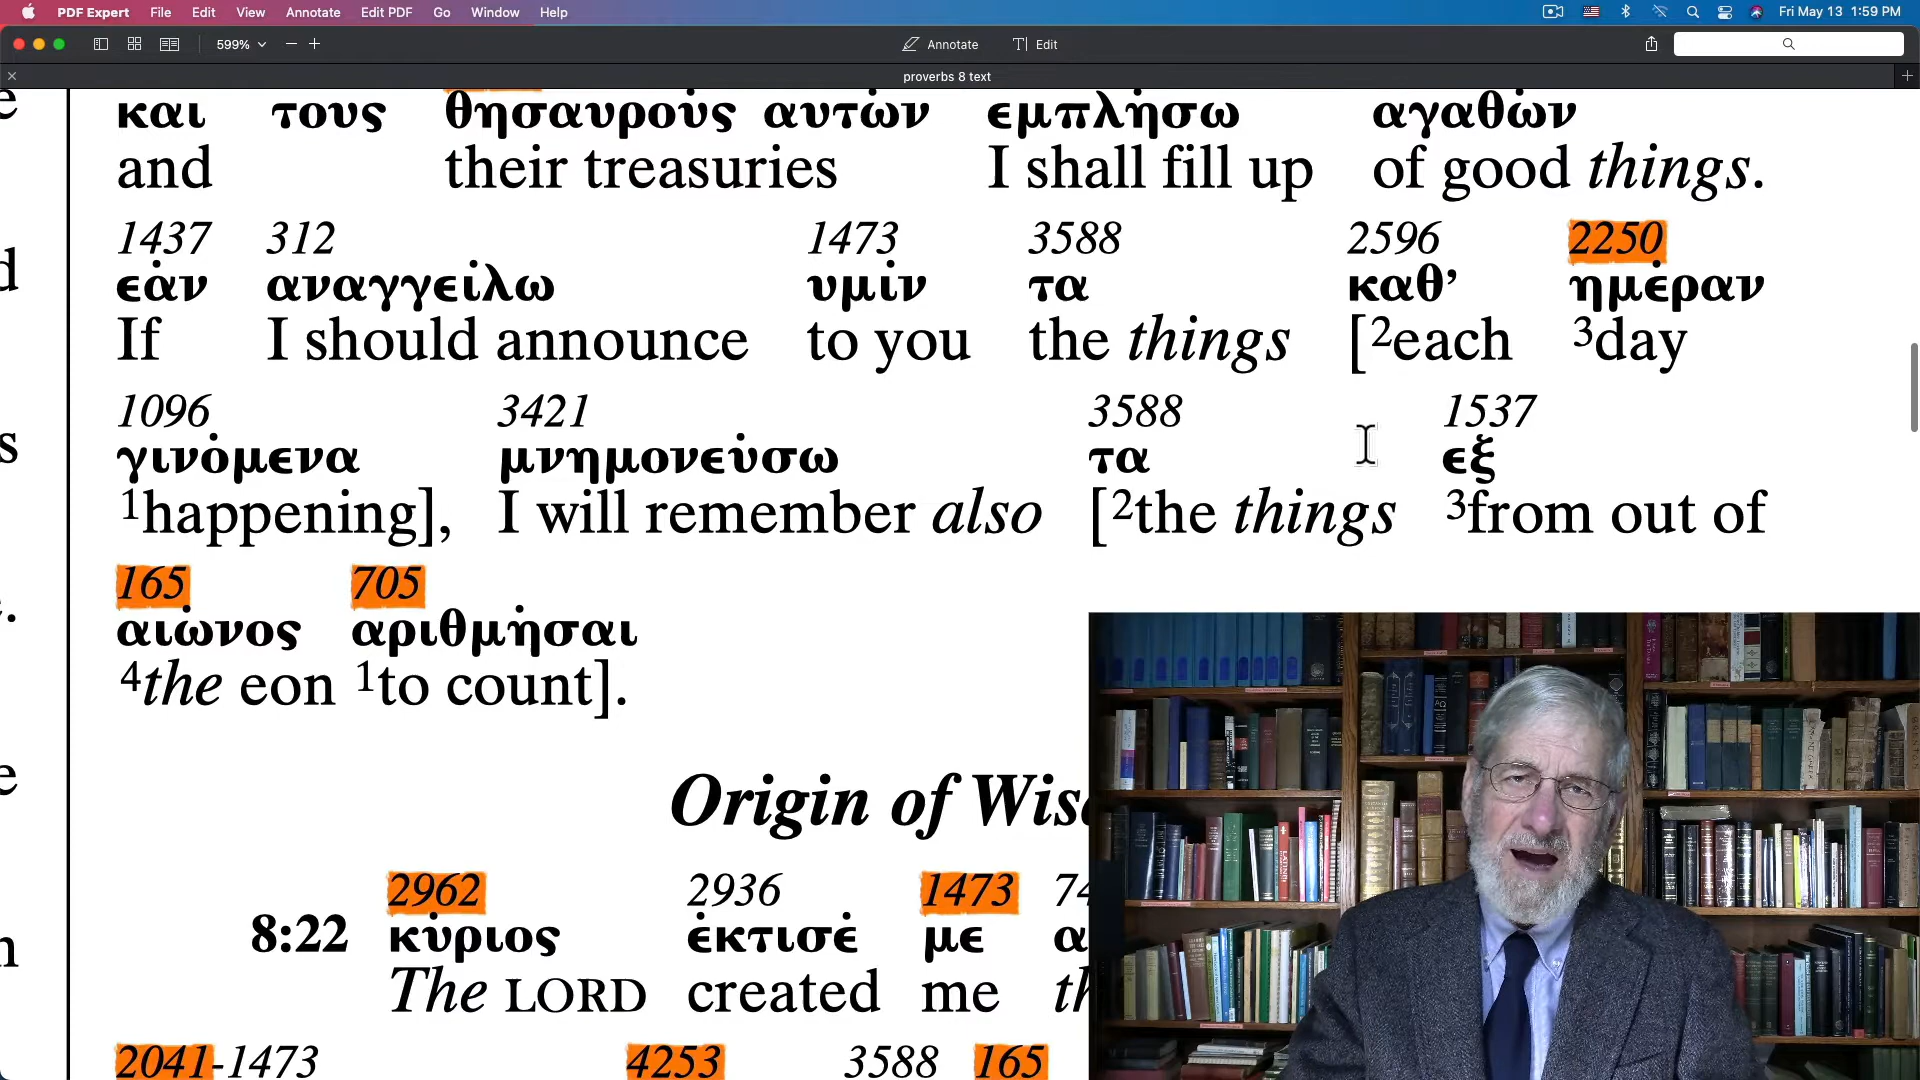 PDF Expert File Edit View Annotate Edit PDF Go Window Help Fri May 13 1:59 PM
599% Annotate Edit
proverbs 8 text
και τους θησαυρούς αυτών εμπλήσω αγαθών
and their treasuries I shall fill up of good things.
1437 312 1473 3588 2596 2250
εάν αναγγείλω υμίν τα καθ’ ημέραν
If I should announce to you the things [2each 3day
1096 3421 3588 1537
γινόμενα μνημονεύσω τα εξ
1happening], I will remember also [2the things 3from out of
165 705
αιώνος αριθμήσαι
4the eon 1to count].
Origin of
2962 2936 1473
8:22 κύριος έκτισέ με
The LORD created me
2041-1473 4253 3588 165